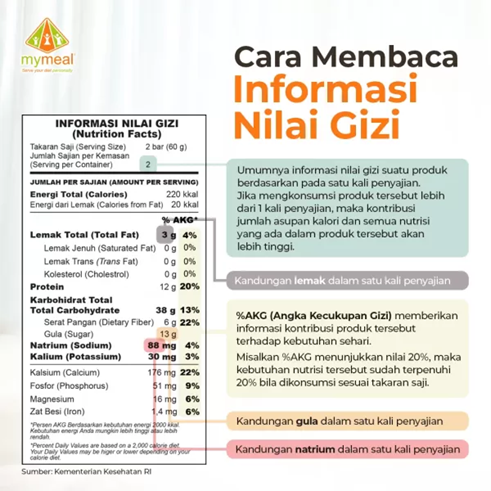 mymeal
Cara Membaca
Informasi
Nilai Gizi
INFORMASI NILAI GIZI
(Nutrition Facts)
Takaran Saji (Serving Size) 2 bar (60 g)
Jumlah Sajian per Kemasan
(Serving per Container) 2
JUMLAH PER SAJIAN (AMOUNT PER SERVING)
Energi Total (Calories) 220 kkal
Energi dari Lemak (Calories from Fat) 20 kkal
% AKG*
Lemak Total (Total Fat) 3 g 4%
Lemak Jenuh (Saturated Fat) 0 g 0%
Lemak Trans (Trans Fat) 0 g 0%
Kolesterol (Cholestrol) 0 g 0%
Protein 12 g 20%
Karbohidrat Total
Total Carbohydrate 38 g 13%
Serat Pangan (Dietary Fiber) 6 g 22%
Gula (Sugar) 13 g
Natrium (Sodium) 88 mg 4%
Kalium (Potassium) 30 mg 3%
Kalsium (Calcium) 176 mg 22%
Fosfor (Phosphorus) 51 mg 9%
Magnesium 16 mg 6%
Zat Besi (Iron) 1,4 mg 6%
*Persen AKG Berdasarkan kebutuhan energi 2000 kkal.
Kebutuhan energi Anda mungkin lebih tinggi atau lebih
rendah.
*Percent Daily Values are based on a 2,000 calorie diet.
Your Daily Values may be higer or lower depending on your
calorie diet.
Sumber: Kementerian Kesehatan RI
Umumnya informasi nilai gizi suatu produk
berdasarkan pada satu kali penyajian.
Jika mengkonsumsi produk tersebut lebih
dari 1 kali penyajian, maka kontribusi
jumlah asupan kalori dan semua nutrisi
yang ada dalam produk tersebut akan
lebih tinggi.
Kandungan lemak dalam satu kali penyajian
%AKG (Angka Kecukupan Gizi) memberikan
informasi kontribusi produk tersebut
terhadap kebutuhan sehari.
Misalkan %AKG menunjukkan nilai 20%, maka
kebutuhan nutrisi tersebut sudah terpenuhi
20% bila dikonsumsi sesuai takaran saji.
Kandungan gula dalam satu kali penyajian
Kandungan natrium dalam satu kali penyajian